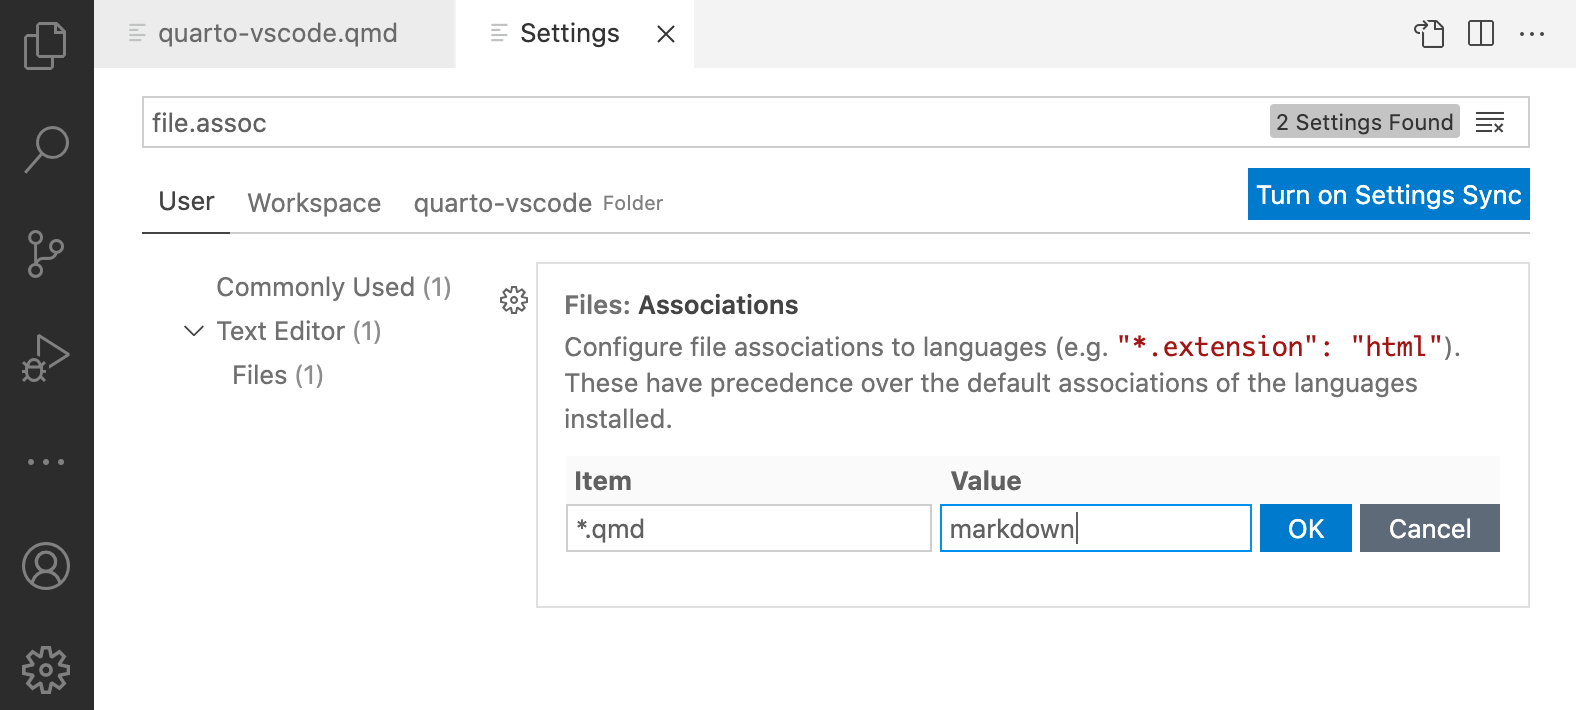 quarto-vscode.qmd Settings
file.assoc 2 Settings Found
User Workspace quarto-vscode Folder Turn on Settings Sync
Commonly Used (1)
Text Editor (1)
Files (1)
Files: Associations
Configure file associations to languages (e.g. "*.extension": "html").
These have precedence over the default associations of the languages
installed.
Item Value
*.qmd markdown OK Cancel